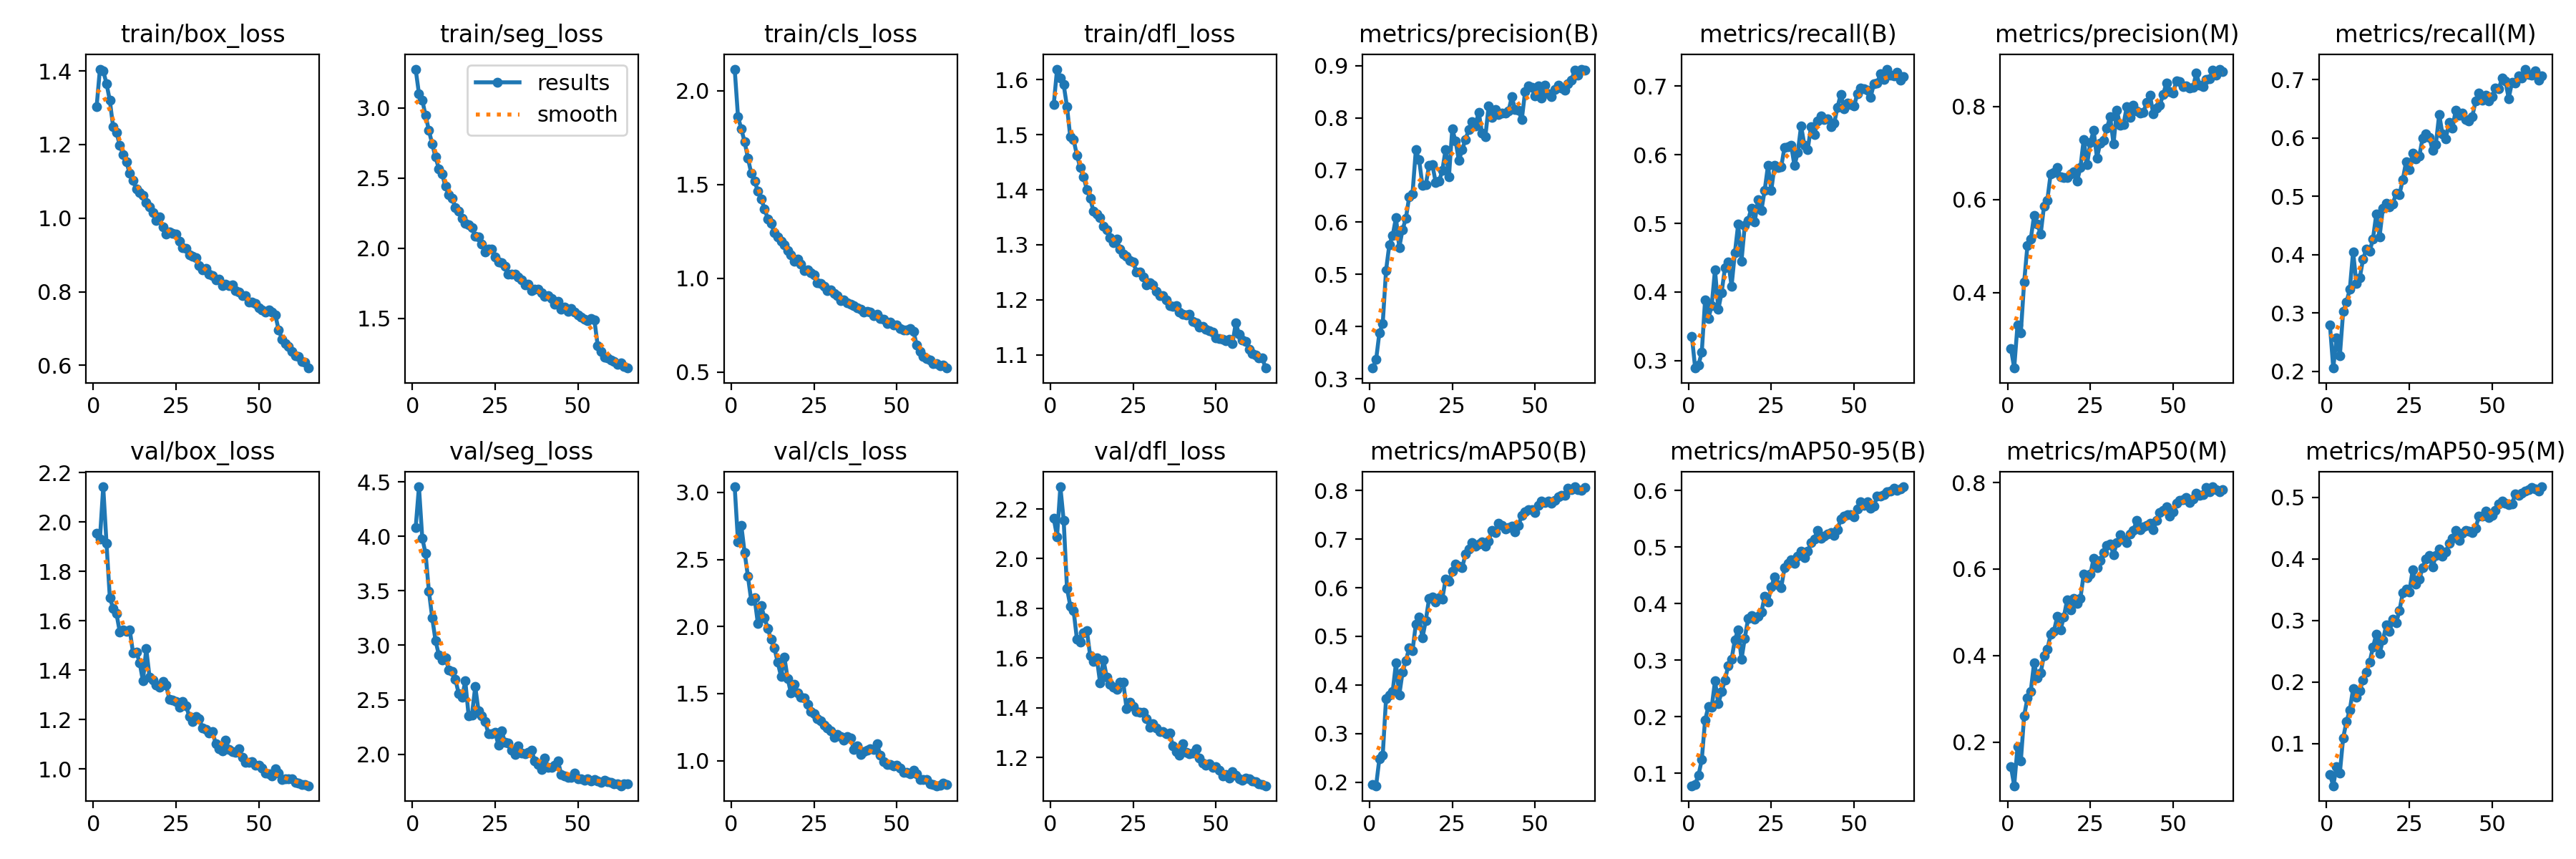 train/box_loss
train/seg_loss
train/cls_loss
train/dfl_loss
metrics/precision(B)
metrics/recall(B)
metrics/precision(M)
metrics/recall(M)
1.4
1.2
1.0
0.8
0.6
0 25 50
3.0
2.5
2.0
1.5
0 25 50
results
smooth
2.0
1.5
1.0
0.5
0 25 50
1.6
1.5
1.4
1.3
1.2
1.1
0 25 50
0.9
0.8
0.7
0.6
0.5
0.4
0.3
0 25 50
0.7
0.6
0.5
0.4
0.3
0 25 50
0.8
0.6
0.4
0 25 50
0.7
0.6
0.5
0.4
0.3
0.2
0 25 50
val/box_loss
val/seg_loss
val/cls_loss
val/dfl_loss
metrics/mAP50(B)
metrics/mAP50-95(B)
metrics/mAP50(M)
metrics/mAP50-95(M)
2.2
2.0
1.8
1.6
1.4
1.2
1.0
0 25 50
4.5
4.0
3.5
3.0
2.5
2.0
0 25 50
3.0
2.5
2.0
1.5
1.0
0 25 50
2.2
2.0
1.8
1.6
1.4
1.2
0 25 50
0.8
0.7
0.6
0.5
0.4
0.3
0.2
0 25 50
0.6
0.5
0.4
0.3
0.2
0.1
0 25 50
0.8
0.6
0.4
0.2
0 25 50
0.5
0.4
0.3
0.2
0.1
0 25 50